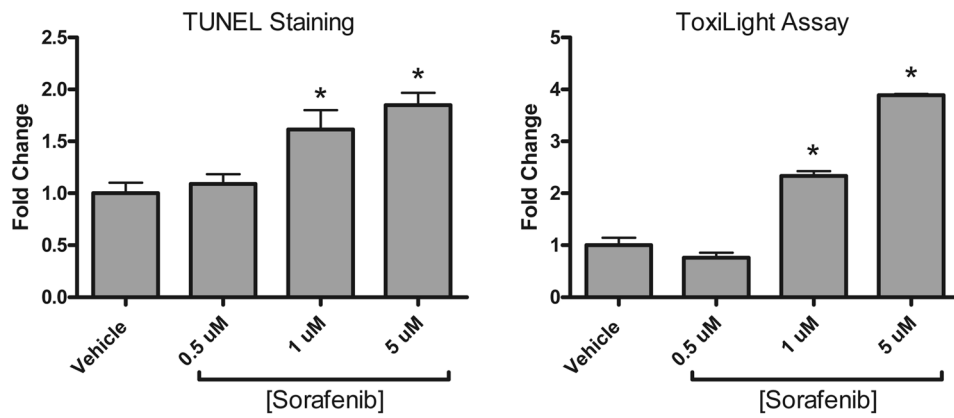 TUNEL Staining
Fold Change
2.5
2.0
1.5
1.0
0.5
0.0
*
*
Vehicle
0.5 uM
1 uM
5 uM
[Sorafenib]
ToxiLight Assay
Fold Change
5
4
3
2
1
0
*
*
Vehicle
0.5 uM
1 uM
5 uM
[Sorafenib]